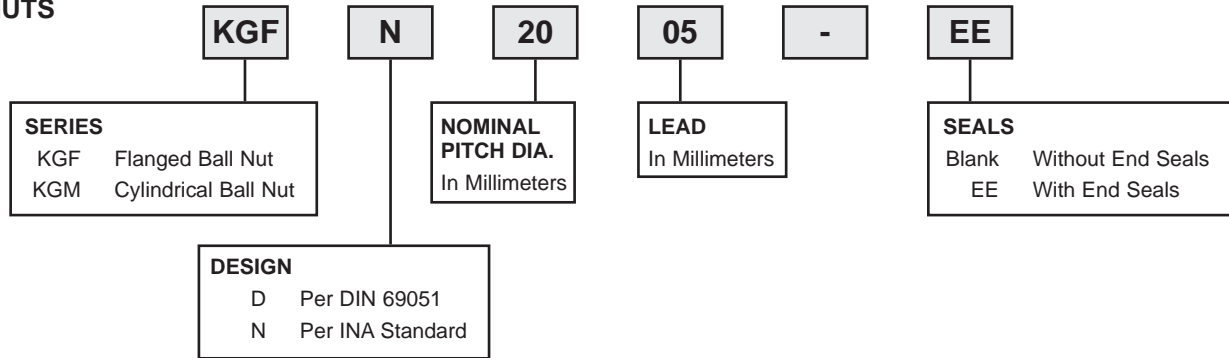 UTS
KGF N 20 05 - EE
SERIES
KGF Flanged Ball Nut
KGM Cylindrical Ball Nut
NOMINAL
PITCH DIA.
In Millimeters
LEAD
In Millimeters
SEALS
Blank Without End Seals
EE With End Seals
DESIGN
D Per DIN 69051
N Per INA Standard